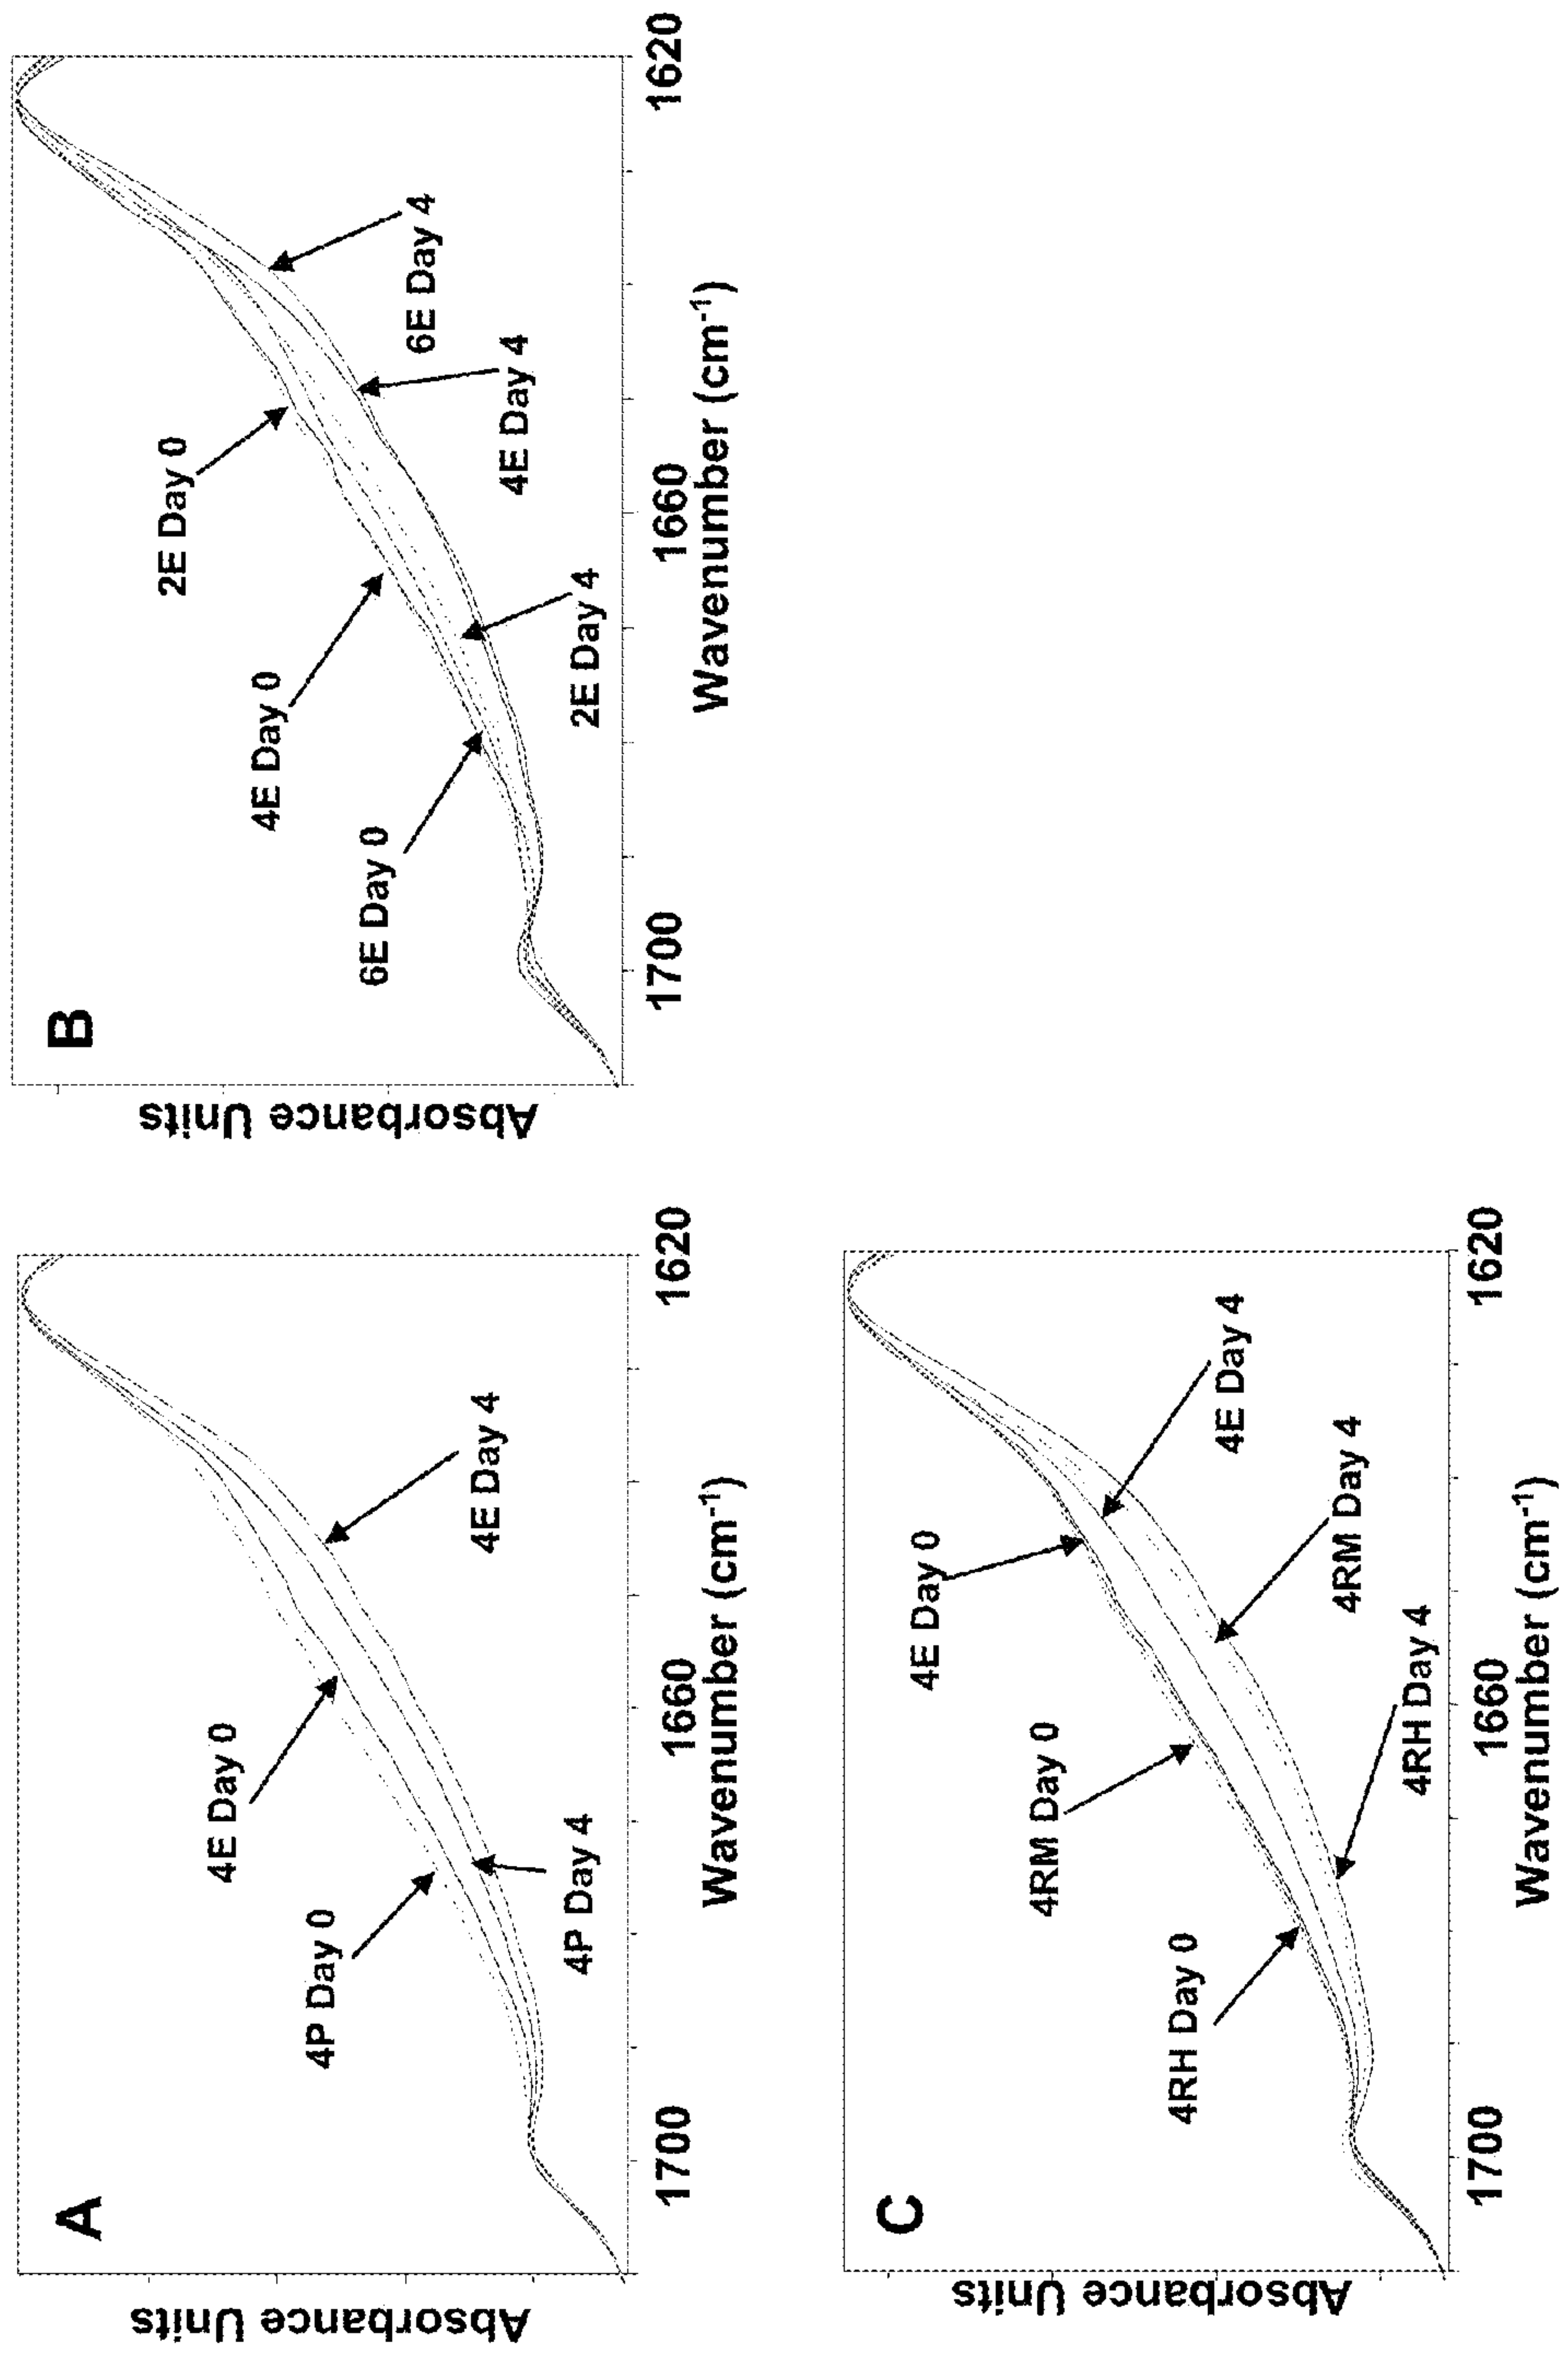 A
Absorbance Units
4P Day 0
4E Day 0
4P Day 4
4E Day 4
1700
1660
1620
Wavenumber (cm⁻¹)
B
Absorbance Units
6E Day 0
4E Day 0
2E Day 0
2E Day 4
4E Day 4
6E Day 4
1700
1660
1620
Wavenumber (cm⁻¹)
C
Absorbance Units
4RH Day 0
4RM Day 0
4E Day 0
4RH Day 4
4RM Day 4
4E Day 4
1700
1660
1620
Wavenumber (cm⁻¹)